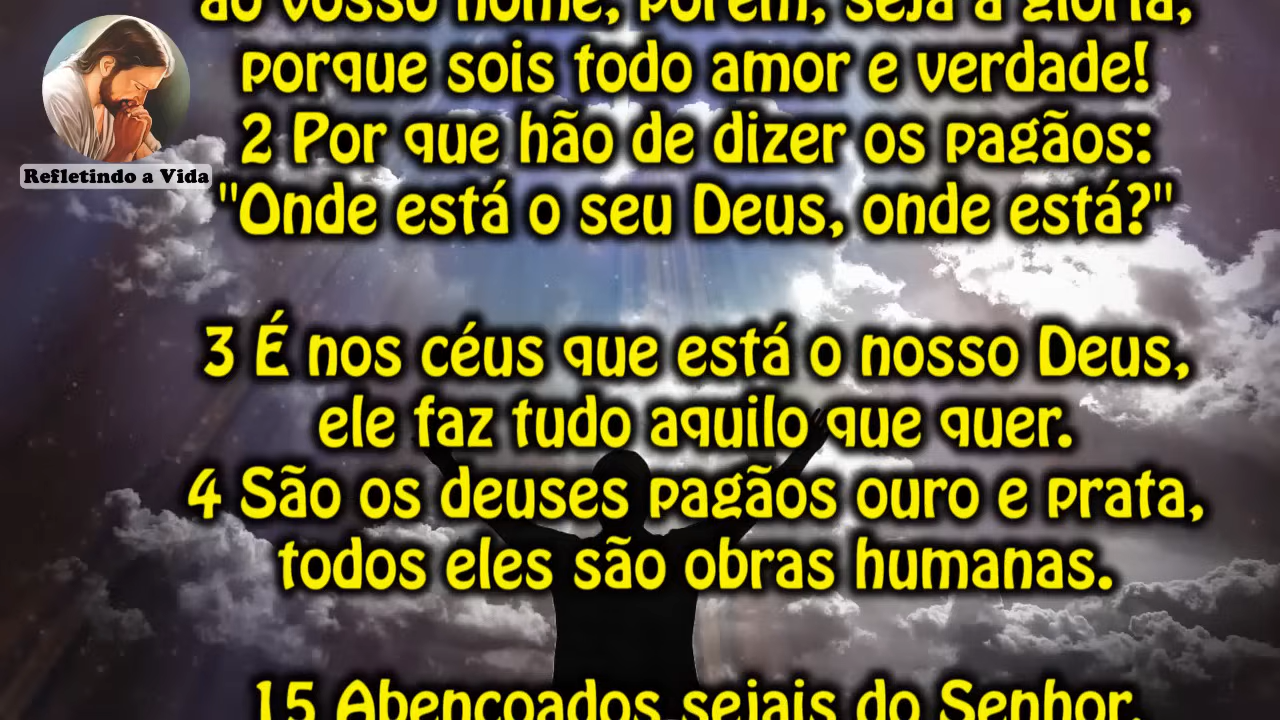 ao vosso nome, porém, seja a glória,
porque sois todo amor e verdade!
2 Por que hão de dizer os pagãos:
"Onde está o seu Deus, onde está?"
3 É nos céus que está o nosso Deus,
ele faz tudo aquilo que quer.
4 São os deuses pagãos ouro e prata,
todos eles são obras humanas.
15 Abençoados sejais do Senhor,
Refletindo a Vida